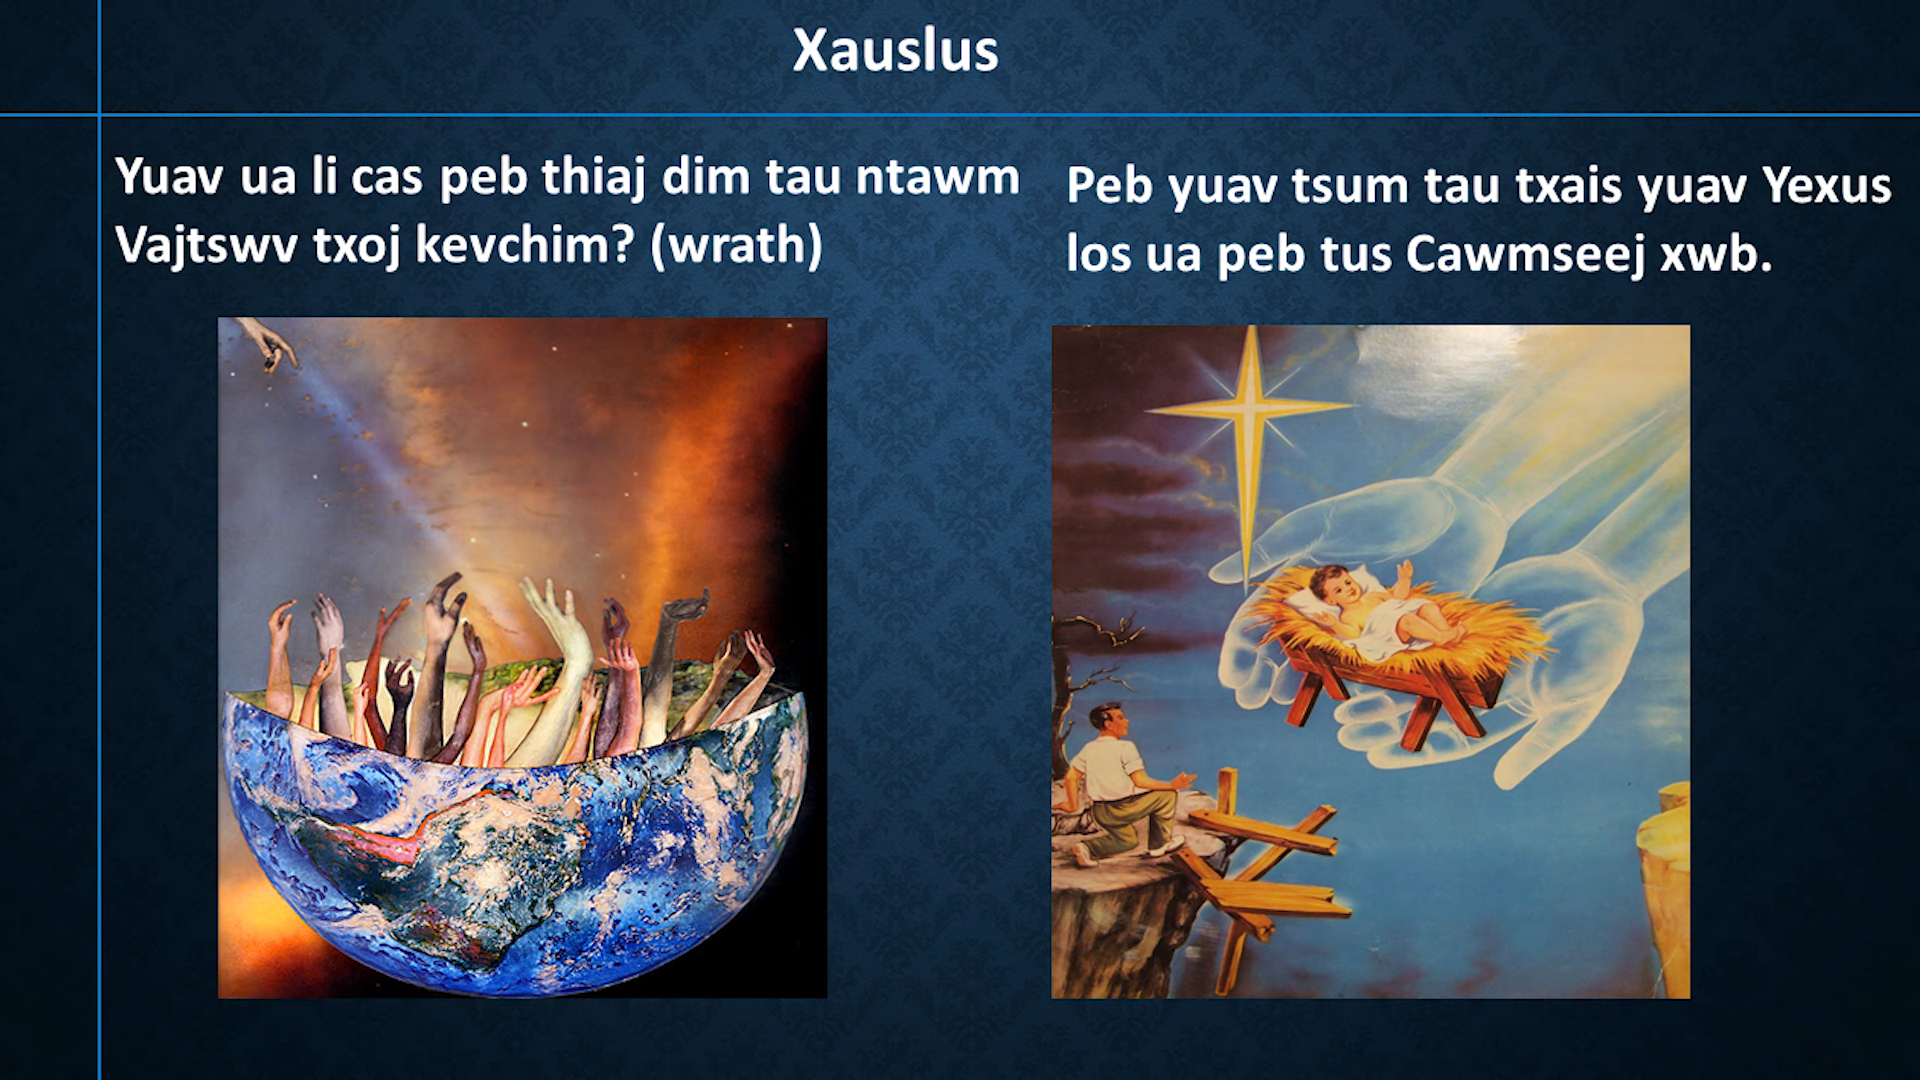 Xauslus
Yuav ua li cas peb thiaj dim tau ntawm
Vajtswv txoj kevchim? (wrath)
Peb yuav tsum tau txais yuav Yexus
los ua peb tus Cawmseej xwb.